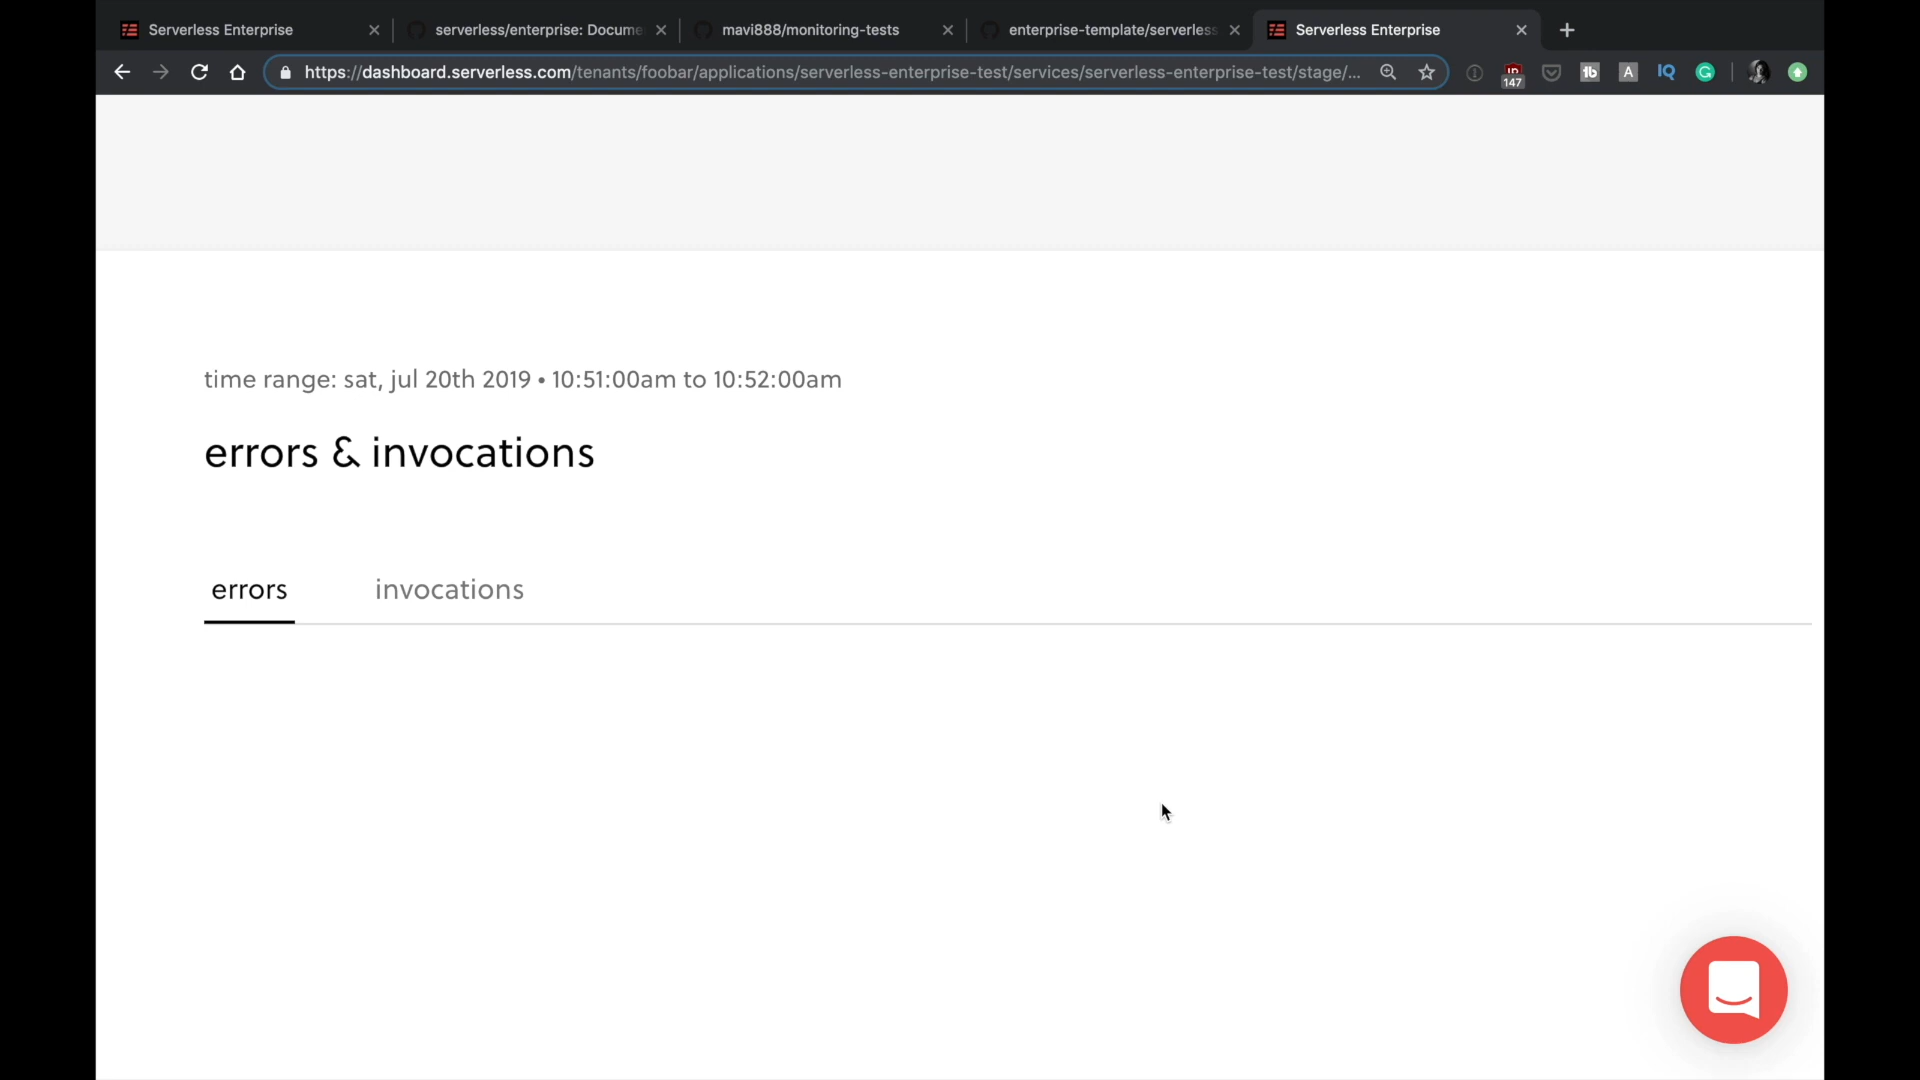 Serverless Enterprise
serverless/enterprise: Docume
mavi888/monitoring-tests
enterprise-template/serverless
Serverless Enterprise
https://dashboard.serverless.com/tenants/foobar/applications/serverless-enterprise-test/services/serverless-enterprise-test/stage/...
147
tb
A
IQ
G
time range: sat, jul 20th 2019 • 10:51:00am to 10:52:00am
errors & invocations
errors
invocations